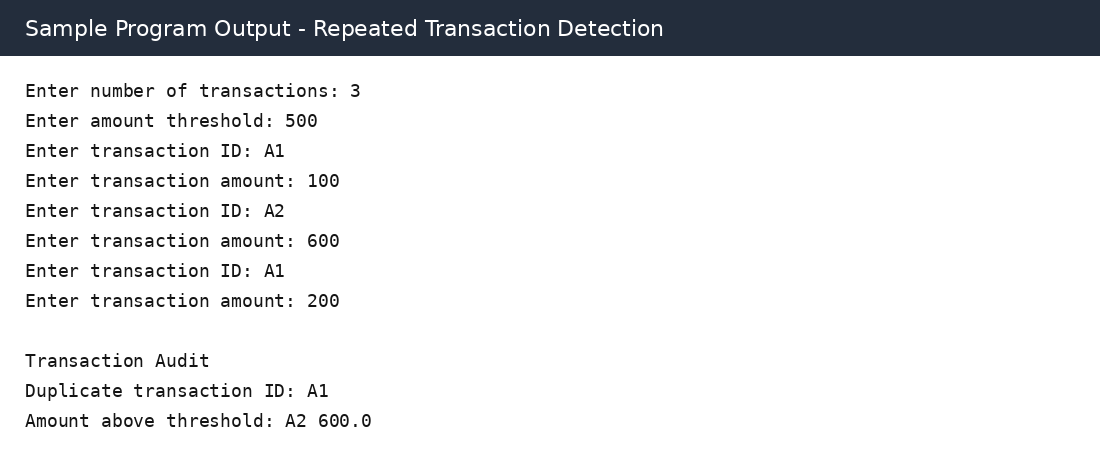 Sample Program Output - Repeated Transaction Detection
Enter number of transactions: 3
Enter amount threshold: 500
Enter transaction ID: A1
Enter transaction amount: 100
Enter transaction ID: A2
Enter transaction amount: 600
Enter transaction ID: A1
Enter transaction amount: 200
Transaction Audit
Duplicate transaction ID: A1
Amount above threshold: A2 600.0